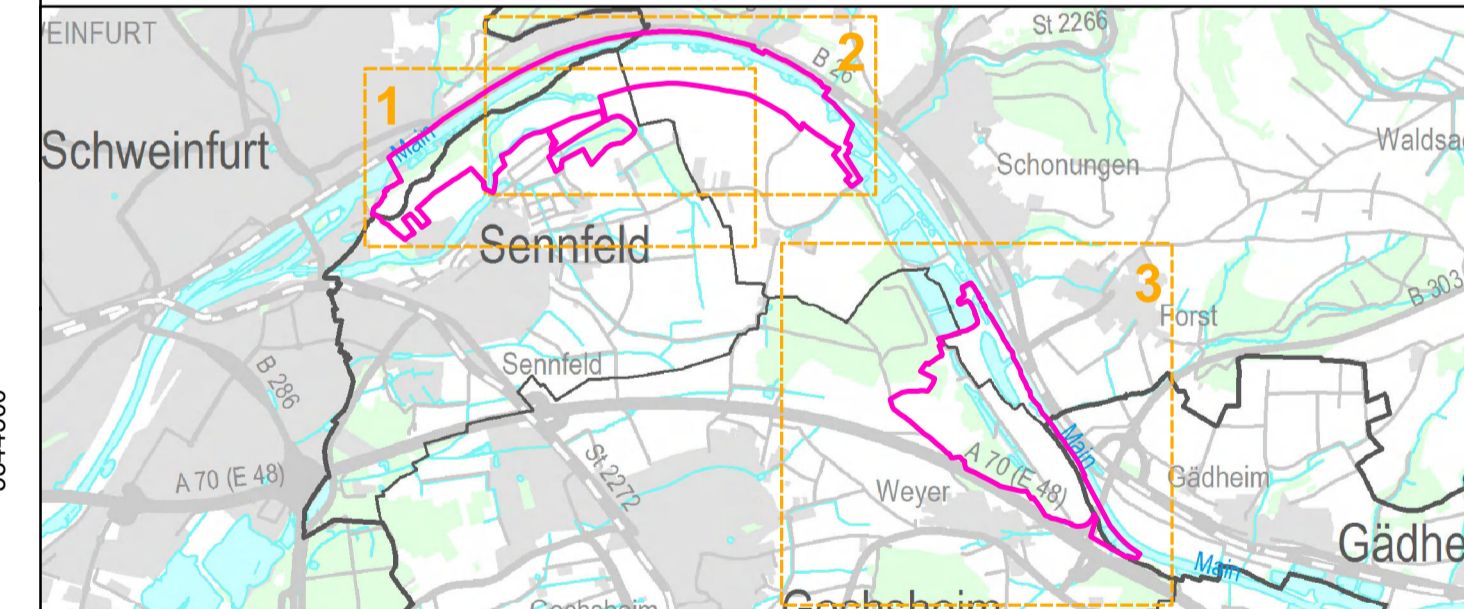 St 2266
EINFURT
B 26
2
1
Main
Schweinfurt
Waldsa
Schonungen
Sennfeld
3
B 303
Forst
Sennfeld
B 286
Main
A 70 (E 48)
A 70 (E 48)
St 2272
Gädheim
Weyer
Gädhe
Main